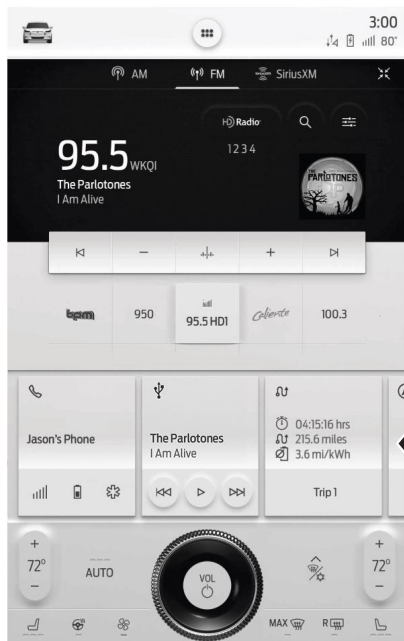 3:00
80°
AM
FM
SiriusXM
HD Radio
1 2 3 4
95.5 WKQI
The Parlotones
I Am Alive
THE PARLOTONES
bpm
950
95.5 HD1
Caliente
100.3
Jason's Phone
The Parlotones
I Am Alive
04:15:16 hrs
215.6 miles
3.6 mi/kWh
Trip 1
72°
AUTO
VOL
72°
MAX
R